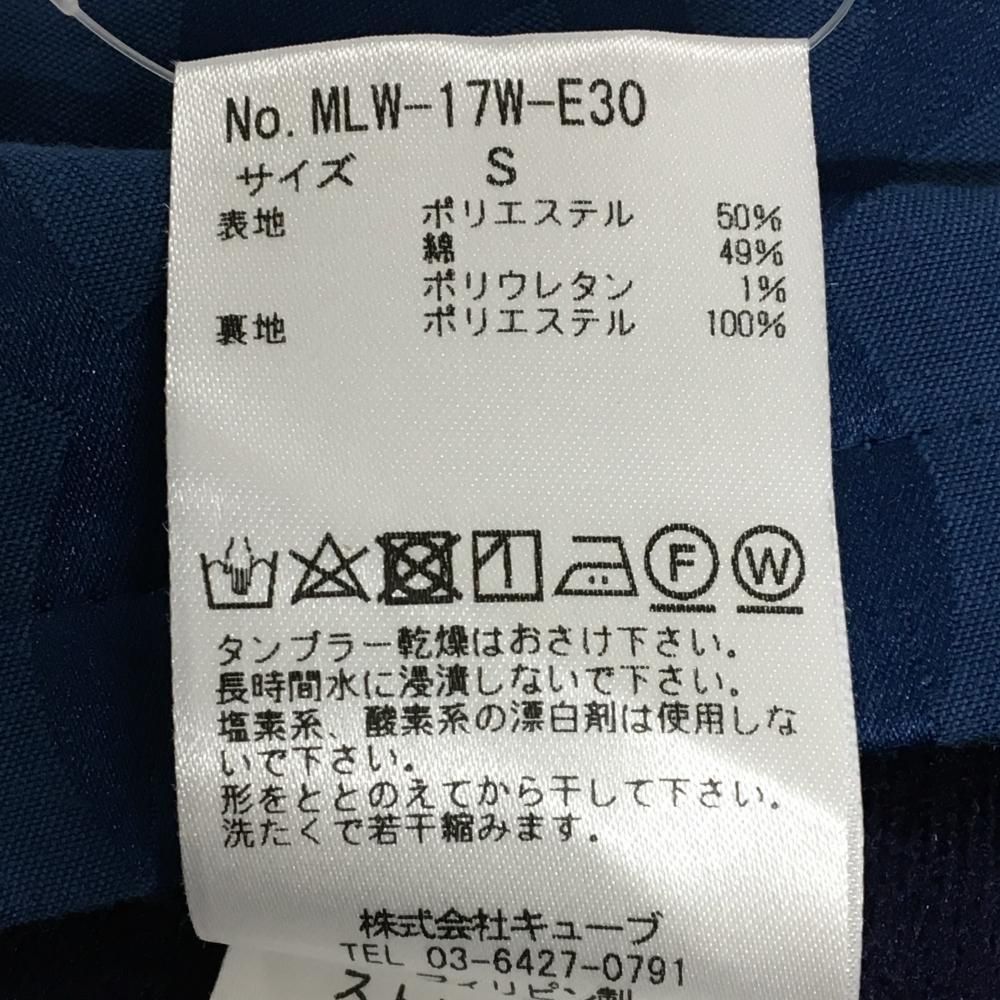 No. MLW-17W-E30
サイズ S
表地 ポリエステル 50%
綿 49%
ポリウレタン 1%
裏地 ポリエステル 100%
F W
タンブラー乾燥はおさけ下さい。
長時間水に浸漬しないで下さい。
塩素系、酸素系の漂白剤は使用しな
いで下さい。
形をととのえてから干して下さい。
洗たくで若干縮みます。
株式会社キューブ
TEL 03-6427-0791
フィリピン製